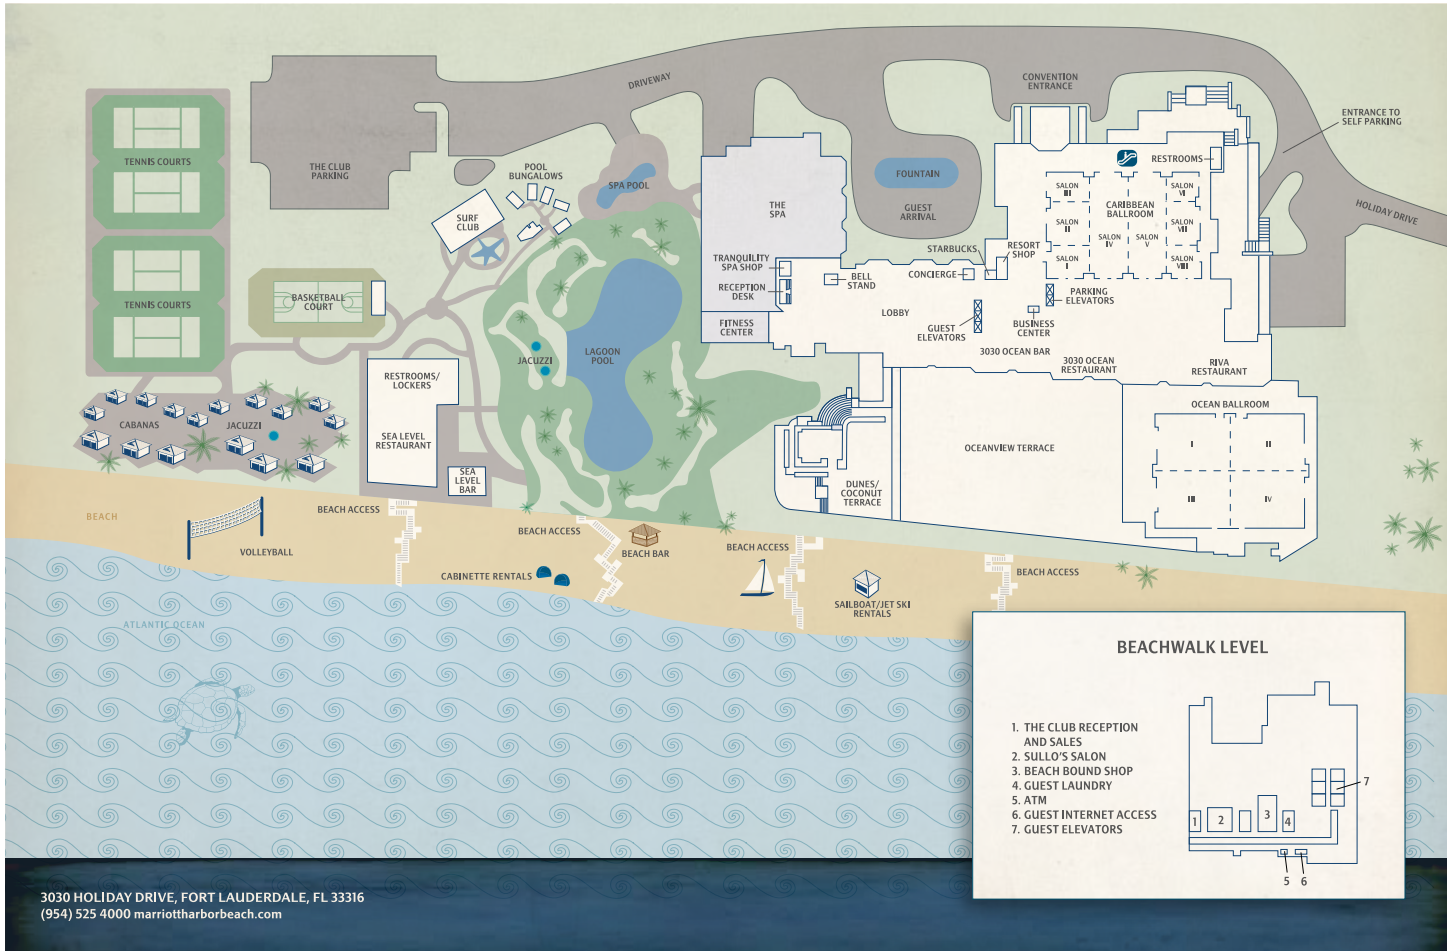 DRIVEWAY
CONVENTION
ENTRANCE
ENTRANCE TO
SELF PARKING
HOLIDAY DRIVE
TENNIS COURTS
TENNIS COURTS
THE CLUB
PARKING
POOL
BUNGALOWS
SPA POOL
SURF
CLUB
FOUNTAIN
GUEST
ARRIVAL
THE
SPA
RESTROOMS
SALON
III
SALON
II
SALON
I
CARIBBEAN
BALLROOM
SALON
IV
SALON
V
SALON
VI
SALON
VII
SALON
VIII
STARBUCKS
RESORT
SHOP
CONCIERGE
TRANQUILITY
SPA SHOP
RECEPTION
DESK
BELL
STAND
LOBBY
FITNESS
CENTER
GUEST
ELEVATORS
PARKING
ELEVATORS
BUSINESS
CENTER
3030 OCEAN BAR
3030 OCEAN
RESTAURANT
RIVA
RESTAURANT
BASKETBALL
COURT
JACUZZI
LAGOON
POOL
RESTROOMS/
LOCKERS
SEA LEVEL
RESTAURANT
SEA
LEVEL
BAR
CABANAS
JACUZZI
OCEANVIEW TERRACE
DUNES/
COCONUT
TERRACE
OCEAN BALLROOM
I
II
III
IV
BEACH
VOLLEYBALL
BEACH ACCESS
BEACH ACCESS
BEACH BAR
CABINETTE RENTALS
BEACH ACCESS
SAILBOAT/JET SKI
RENTALS
BEACH ACCESS
ATLANTIC OCEAN
BEACHWALK LEVEL
1. THE CLUB RECEPTION
AND SALES
2. SULLO'S SALON
3. BEACH BOUND SHOP
4. GUEST LAUNDRY
5. ATM
6. GUEST INTERNET ACCESS
7. GUEST ELEVATORS
7
1
2
3
4
5
6
3030 HOLIDAY DRIVE, FORT LAUDERDALE, FL 33316
(954) 525 4000 marriottharborbeach.com